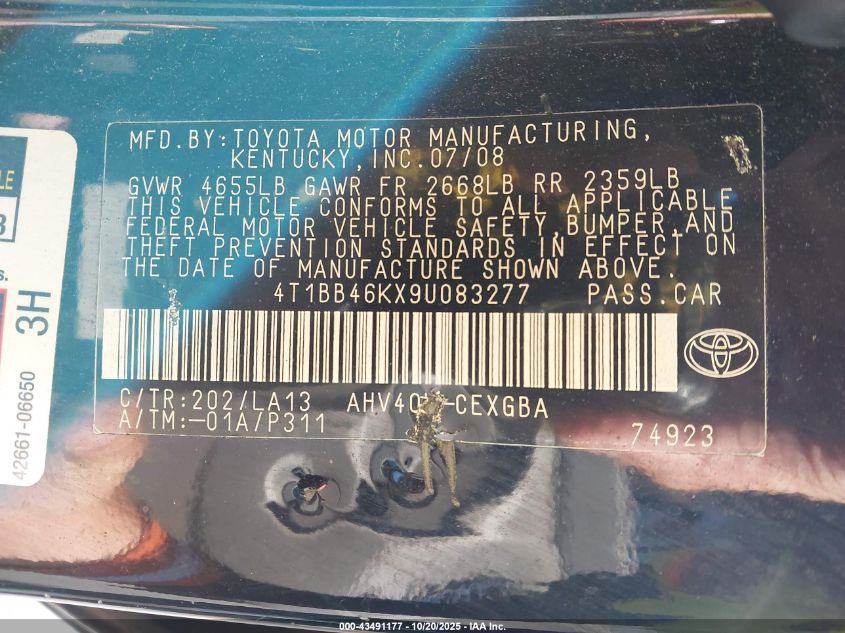 MFD.BY:TOYOTA MOTOR MANUFACTURING,
KENTUCKY,INC.07/08
GVWR 4655LB GAWR FR 2668LB RR 2359LB
THIS VEHICLE CONFORMS TO ALL APPLICABLE
FEDERAL MOTOR VEHICLE SAFETY,BUMPER,AND
THEFT PREVENTION STANDARDS IN EFFECT ON
THE DATE OF MANUFACTURE SHOWN ABOVE.
4T1BB46KX9U083277 PASS.CAR
C/TR:202/LA13 -CEXGBA
A/TM:-01A/P311 74923
3H
42661-06650
000-43491177 - 10/20/2025 - IAA Inc.